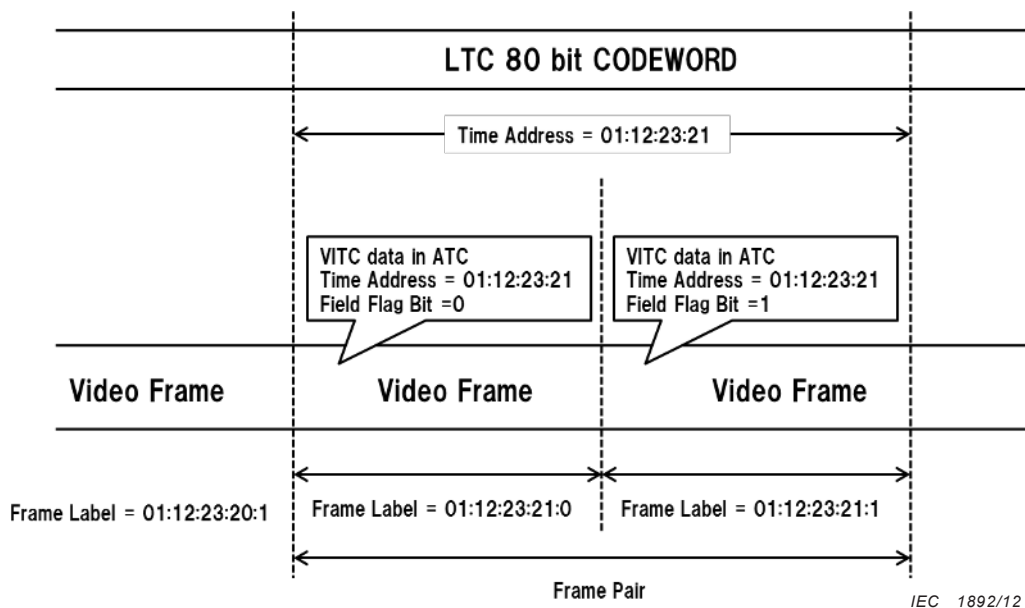 LTC 80 bit CODEWORD
Time Address = 01:12:23:21
VITC data in ATC
Time Address = 01:12:23:21
Field Flag Bit =0
VITC data in ATC
Time Address = 01:12:23:21
Field Flag Bit =1
Video Frame
Video Frame
Video Frame
Frame Label = 01:12:23:20:1
Frame Label = 01:12:23:21:0
Frame Label = 01:12:23:21:1
Frame Pair
IEC 1892/12